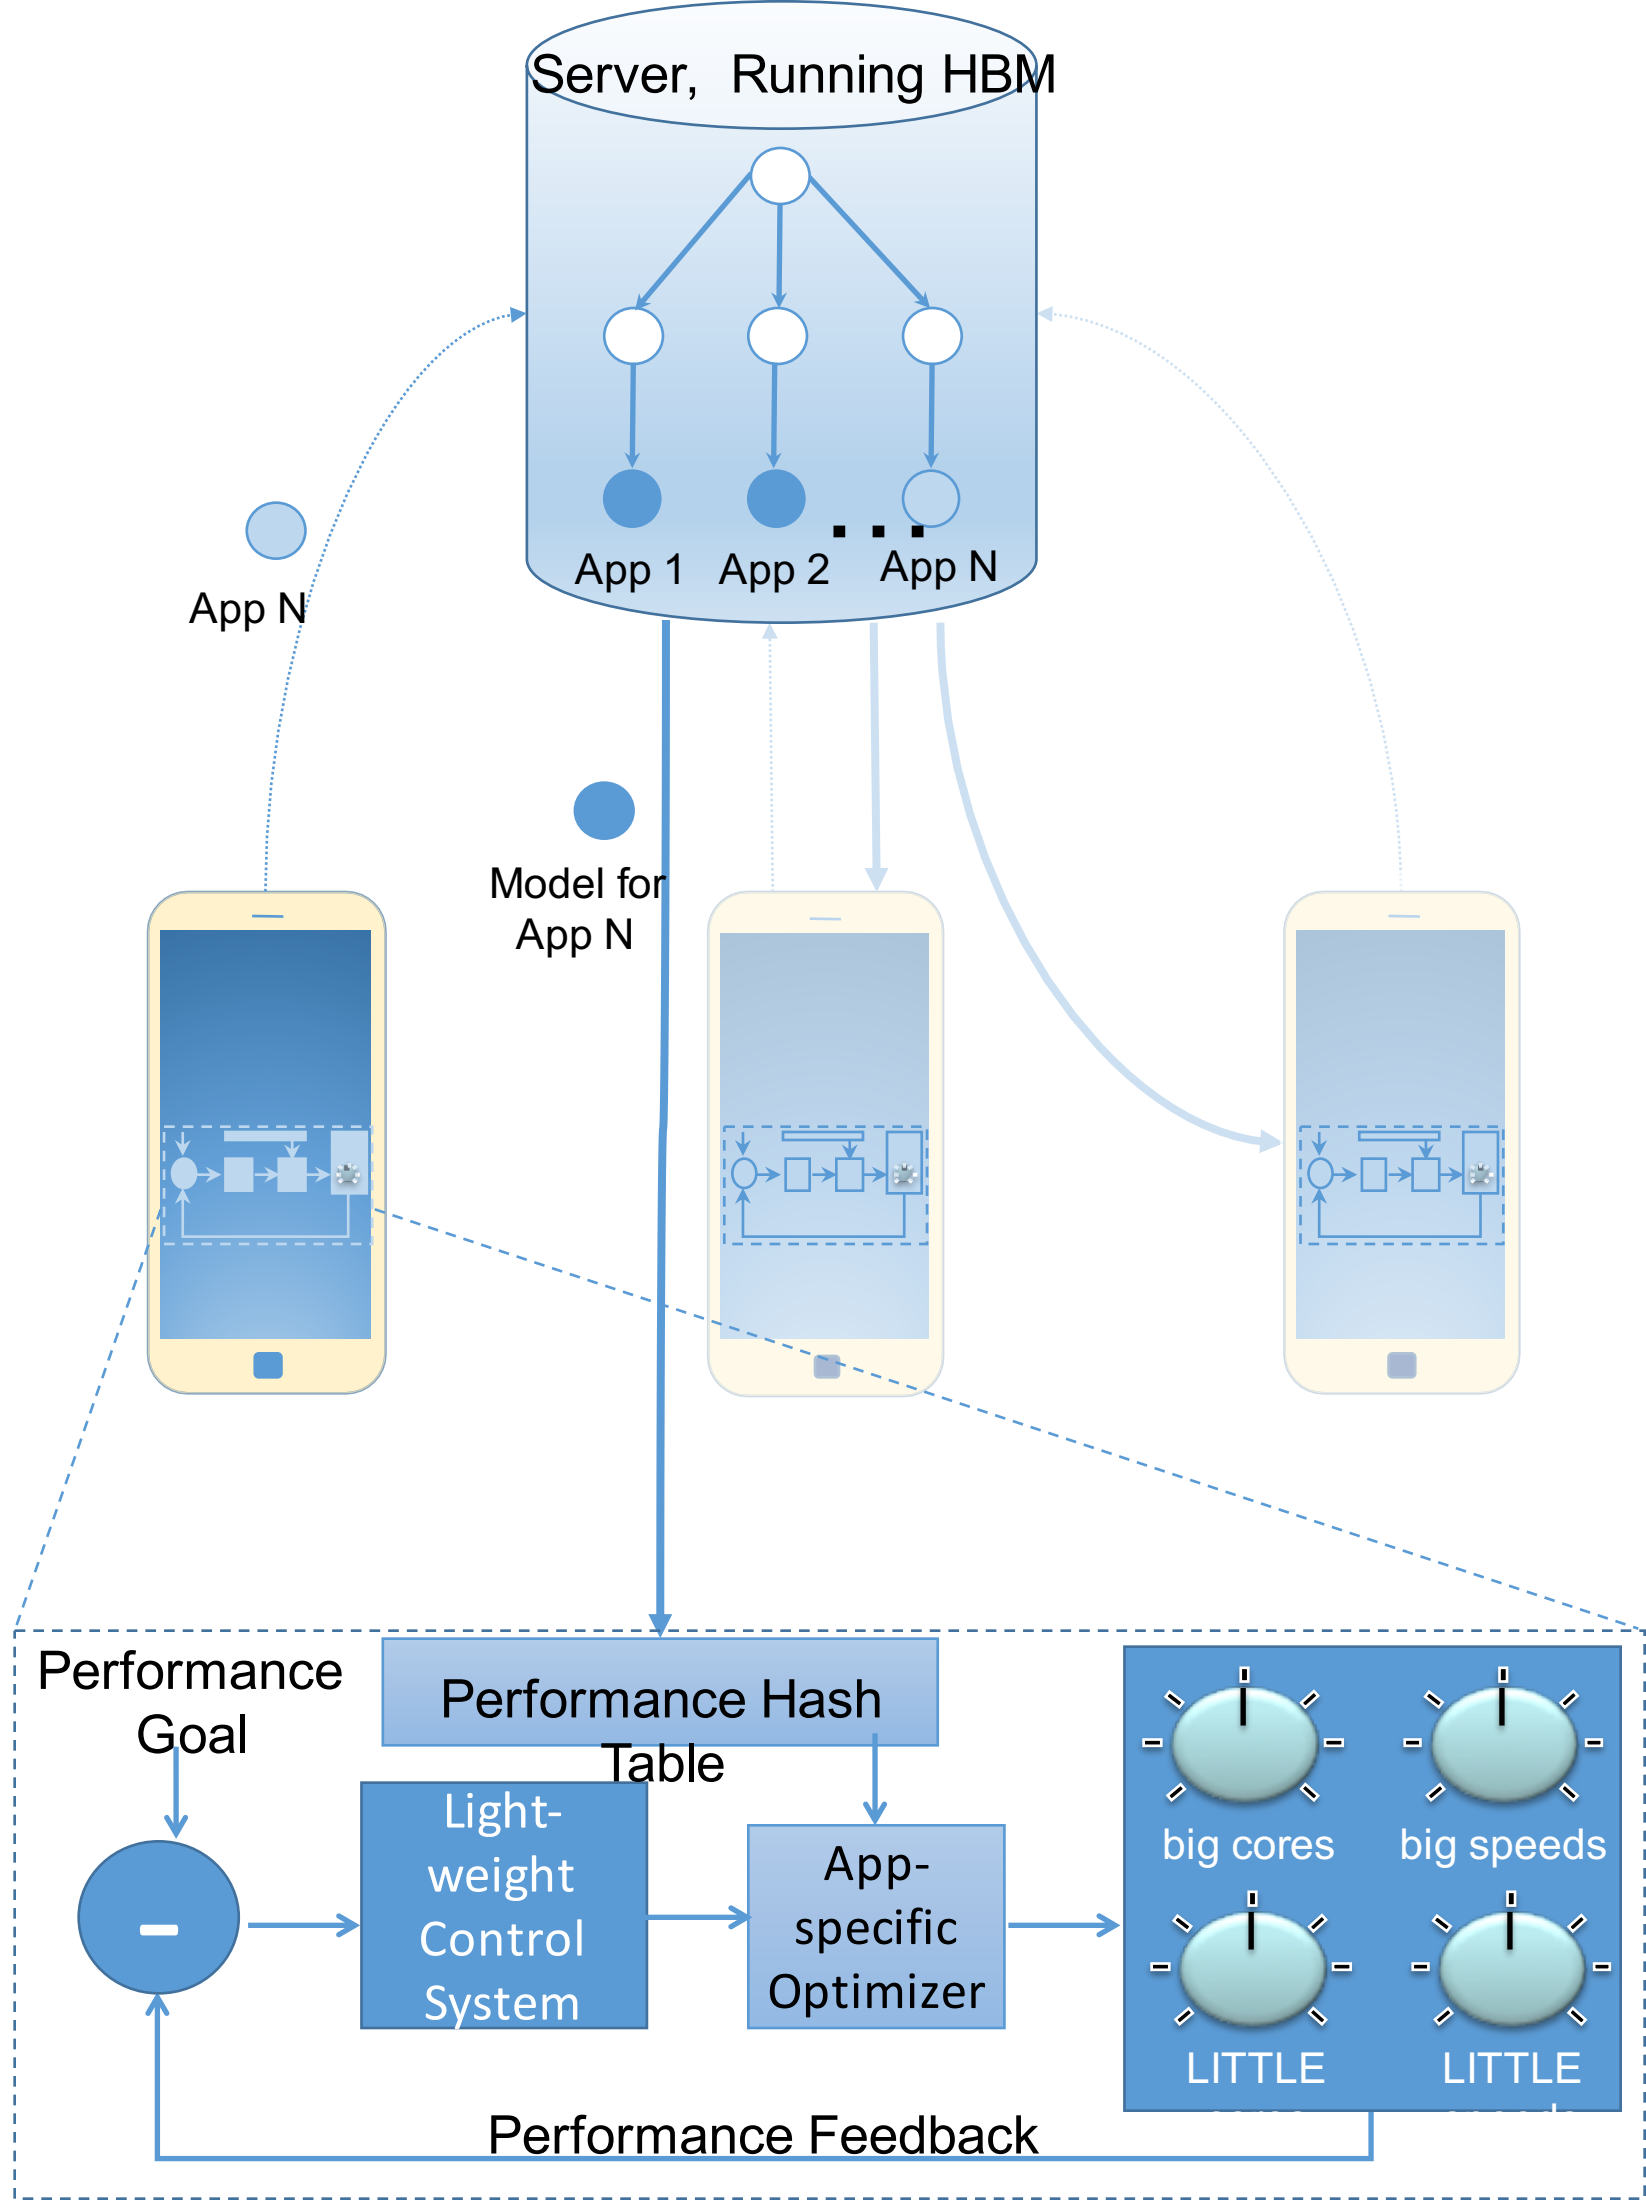 Server, Running HBM
App 1
App 2
...
App N
App N
Model for
App N
Performance
Goal
Performance Hash
Table
Light-
weight
Control
System
App-
specific
Optimizer
big cores
big speeds
LITTLE
LITTLE
Performance Feedback